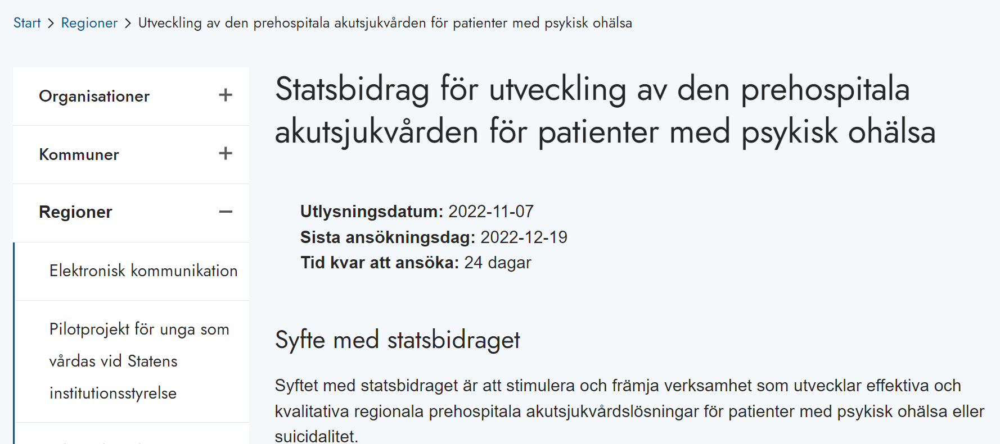 Start > Regioner > Utveckling av den prehospitala akutsjukvården för patienter med psykisk ohälsa
Organisationer +
Kommuner +
Regioner –
Elektronisk kommunikation
Pilotprojekt för unga som
vårdas vid Statens
institutionsstyrelse
Statsbidrag för utveckling av den prehospitala
akutsjukvården för patienter med psykisk ohälsa
Utlysningsdatum: 2022-11-07
Sista ansökningsdag: 2022-12-19
Tid kvar att ansöka: 24 dagar
Syfte med statsbidraget
Syftet med statsbidraget är att stimulera och främja verksamhet som utvecklar effektiva och
kvalitativa regionala prehospitala akutsjukvårdslösningar för patienter med psykisk ohälsa eller
suicidalitet.